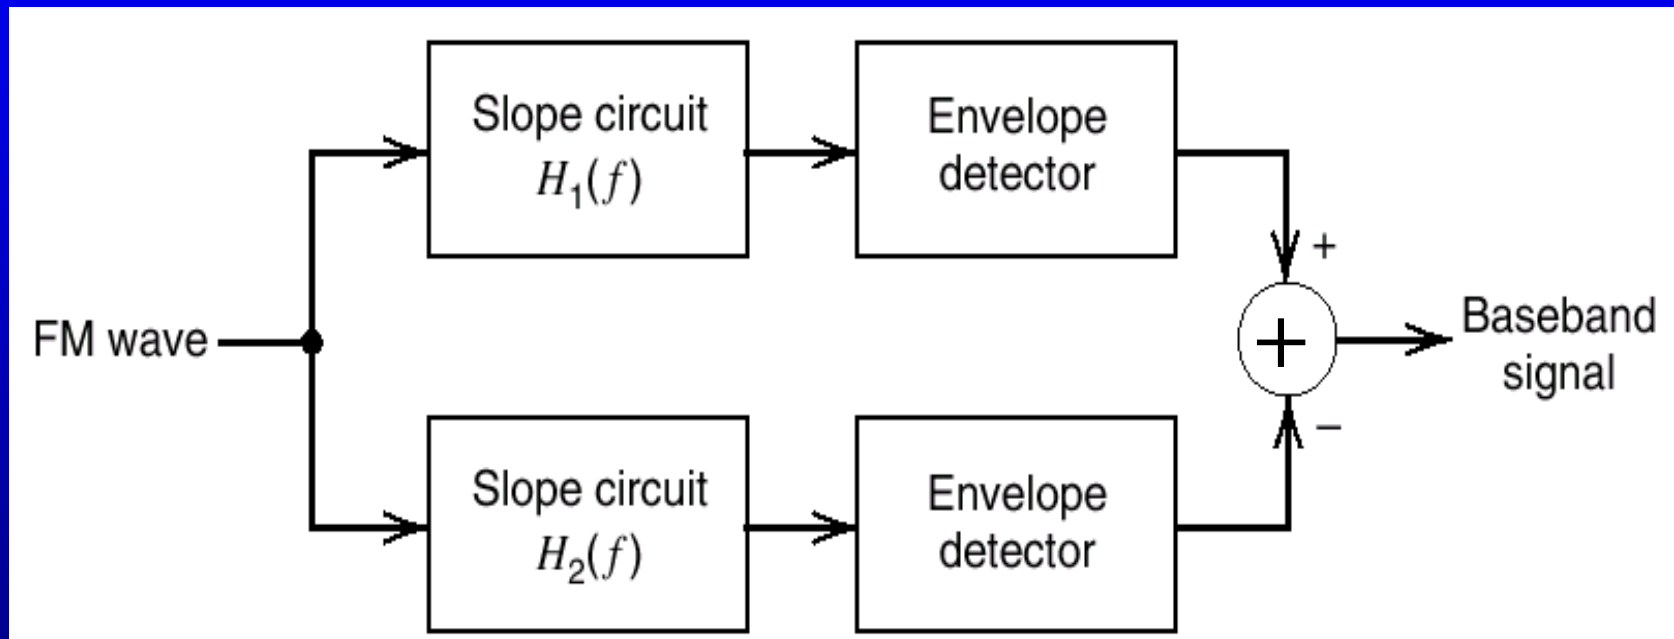 Slope circuit
H₁(f)
Envelope
detector
+
FM wave
+
Baseband
signal
−
Slope circuit
H₂(f)
Envelope
detector